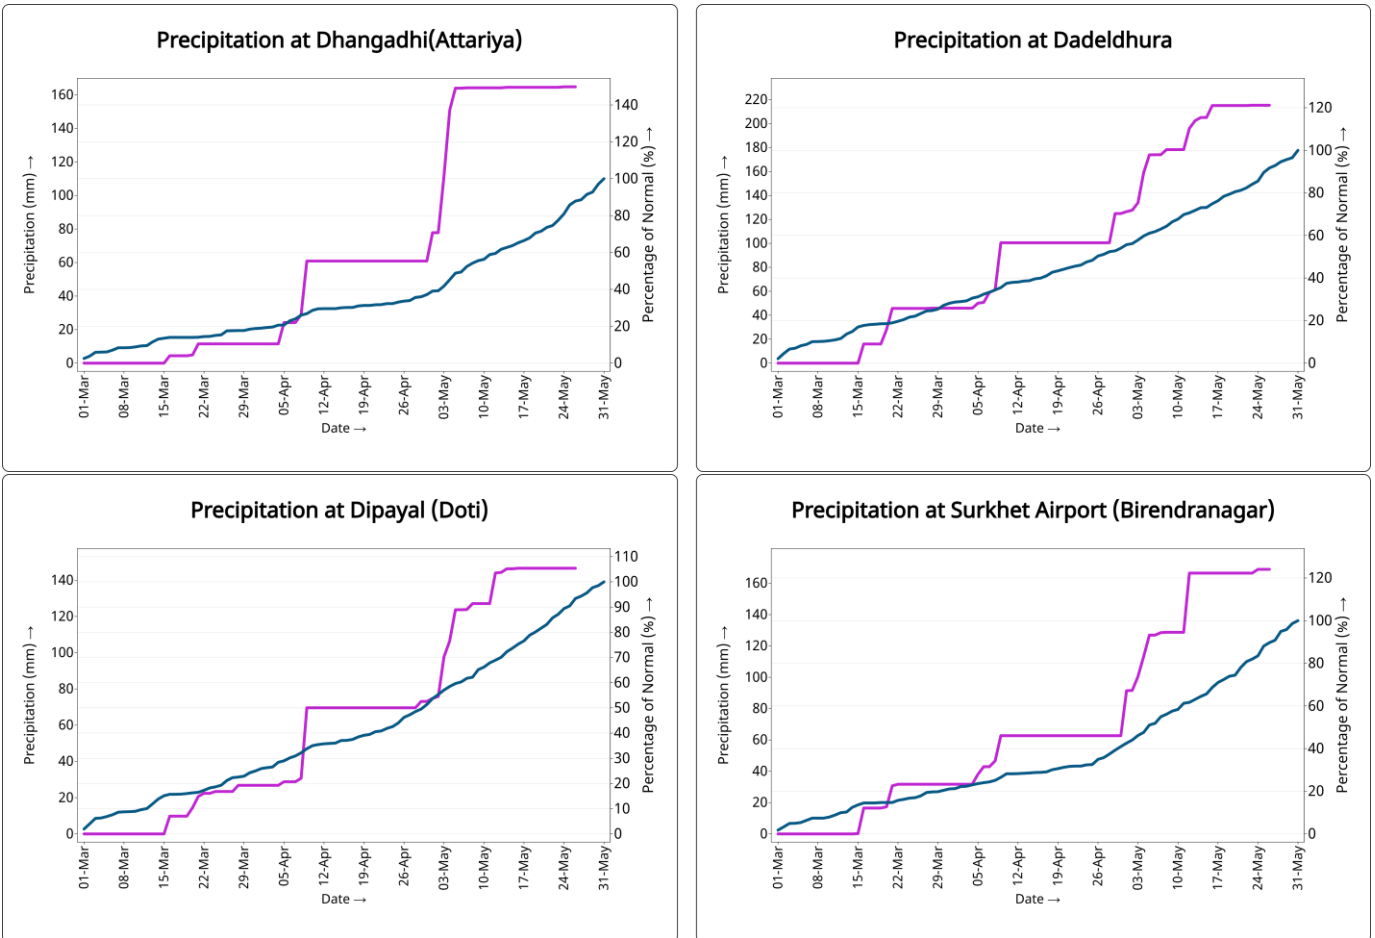 Precipitation at Dhangadhi(Attariya)
Precipitation (mm) →
160
140
120
100
80
60
40
20
0
140
120
100
80
60
40
20
0
Percentage of Normal (%) →
01-Mar
08-Mar
15-Mar
22-Mar
29-Mar
05-Apr
12-Apr
19-Apr
26-Apr
03-May
10-May
17-May
24-May
31-May
Date →
Precipitation at Dadeldhura
Precipitation (mm) →
220
200
180
160
140
120
100
80
60
40
20
0
120
100
80
60
40
20
0
Percentage of Normal (%) →
01-Mar
08-Mar
15-Mar
22-Mar
29-Mar
05-Apr
12-Apr
19-Apr
26-Apr
03-May
10-May
17-May
24-May
31-May
Date →
Precipitation at Dipayal (Doti)
Precipitation (mm) →
140
120
100
80
60
40
20
0
110
100
90
80
70
60
50
40
30
20
10
0
Percentage of Normal (%) →
01-Mar
08-Mar
15-Mar
22-Mar
29-Mar
05-Apr
12-Apr
19-Apr
26-Apr
03-May
10-May
17-May
24-May
31-May
Date →
Precipitation at Surkhet Airport (Birendranagar)
Precipitation (mm) →
160
140
120
100
80
60
40
20
0
120
100
80
60
40
20
0
Percentage of Normal (%) →
01-Mar
08-Mar
15-Mar
22-Mar
29-Mar
05-Apr
12-Apr
19-Apr
26-Apr
03-May
10-May
17-May
24-May
31-May
Date →